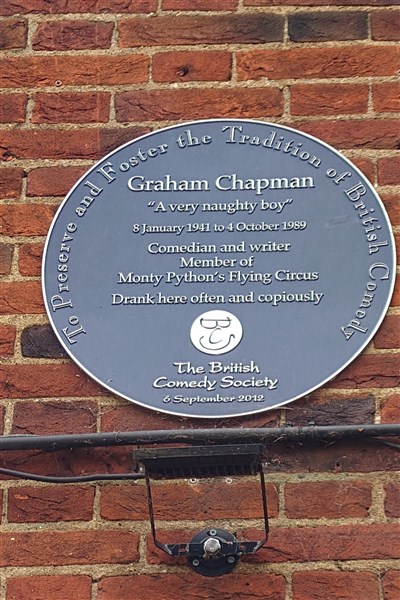 To Preserve and Foster the Tradition of British Comedy
Graham Chapman
"A very naughty boy"
8 January 1941 to 4 October 1989
Comedian and writer
Member of
Monty Python's Flying Circus
Drank here often and copiously
The British
Comedy Society
6 September 2012